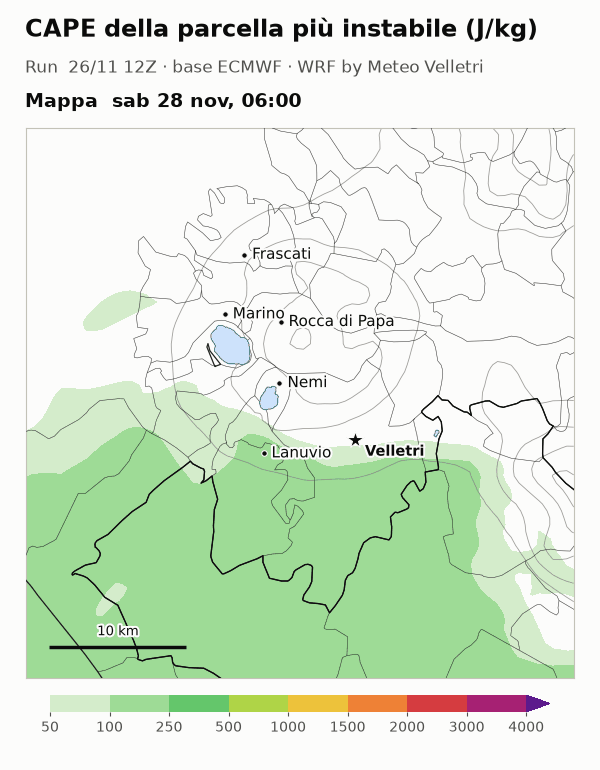 CAPE della parcella più instabile (J/kg)
Run  26/11 12Z · base ECMWF · WRF by Meteo Velletri
Mappa  sab 28 nov, 06:00
Frascati
Marino
Rocca di Papa
Nemi
Velletri
Lanuvio
10 km
50 100 250 500 1000 1500 2000 3000 4000